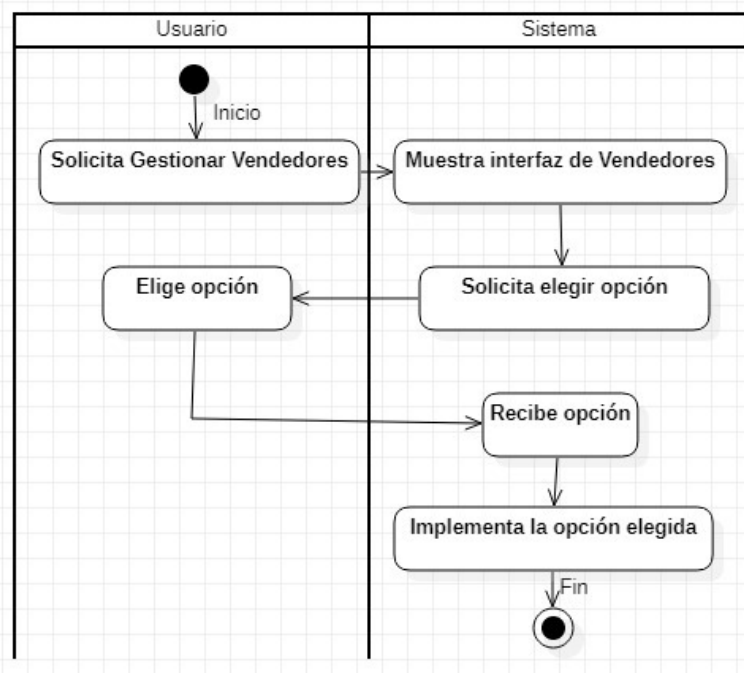 Usuario
Sistema
Inicio
Solicita Gestionar Vendedores
Muestra interfaz de Vendedores
Elige opción
Solicita elegir opción
Recibe opción
Implementa la opción elegida
Fin